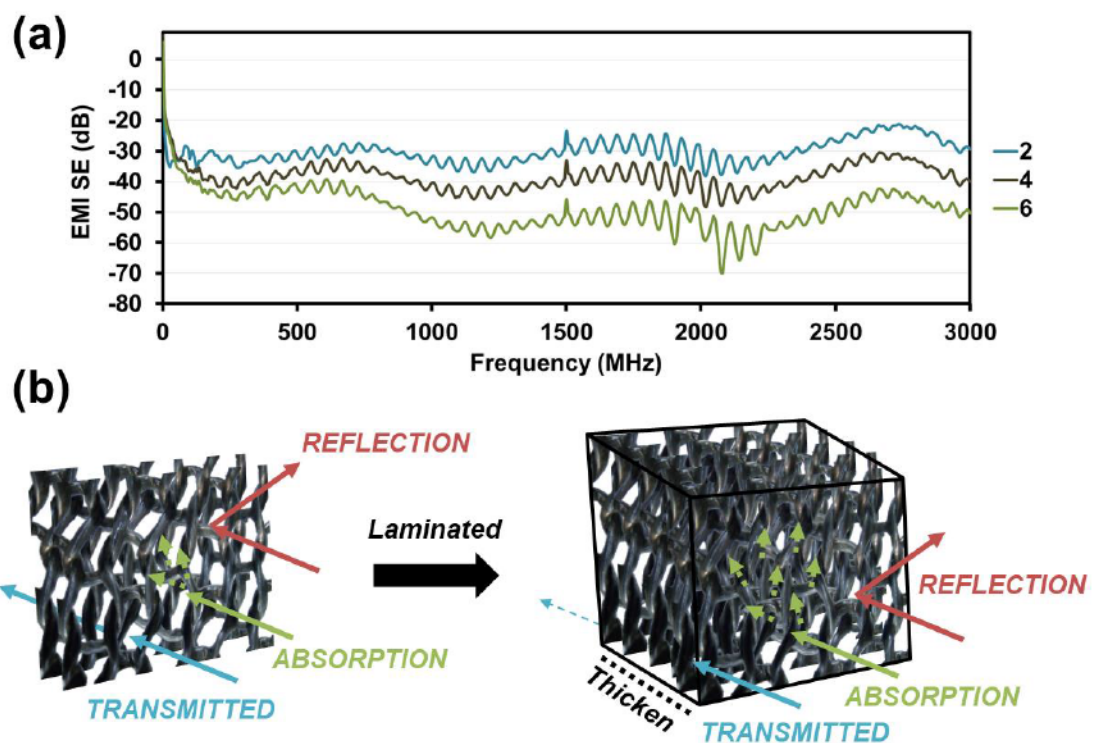 (a)
EMI SE (dB)
0
-10
-20
-30
-40
-50
-60
-70
-80
0 500 1000 1500 2000 2500 3000
Frequency (MHz)
2
4
6
(b)
REFLECTION
ABSORPTION
TRANSMITTED
Laminated
REFLECTION
ABSORPTION
TRANSMITTED
Thicken